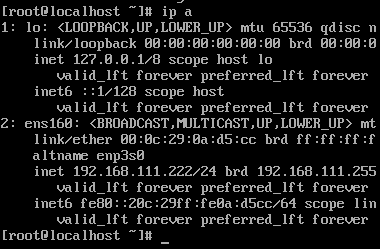 [root@localhost ~]# ip a
1: lo: <LOOPBACK,UP,LOWER_UP> mtu 65536 qdisc n
link/loopback 00:00:00:00:00:00 brd 00:00:0
inet 127.0.0.1/8 scope host lo
valid_lft forever preferred_lft forever
inet6 ::1/128 scope host
valid_lft forever preferred_lft forever
2: ens160: <BROADCAST,MULTICAST,UP,LOWER_UP> mt
link/ether 00:0c:29:0a:d5:cc brd ff:ff:ff:f
altname enp3s0
inet 192.168.111.222/24 brd 192.168.111.255
valid_lft forever preferred_lft forever
inet6 fe80::20c:29ff:fe0a:d5cc/64 scope lin
valid_lft forever preferred_lft forever
[root@localhost ~]# _